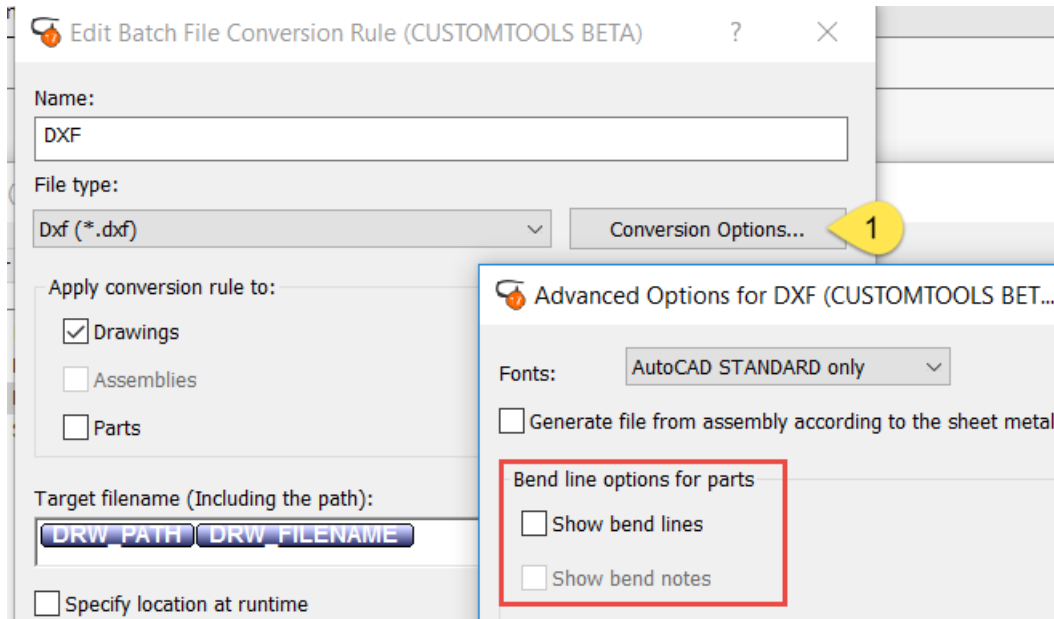 Edit Batch File Conversion Rule (CUSTOMTOOLS BETA) ?
Name:
DXF
File type:
Dxf (*.dxf)
Conversion Options...
1
Apply conversion rule to:
Drawings
Assemblies
Parts
Target filename (Including the path):
DRW_PATH DRW_FILENAME
Specify location at runtime
Advanced Options for DXF (CUSTOMTOOLS BET...
Fonts:
AutoCAD STANDARD only
Generate file from assembly according to the sheet metal
Bend line options for parts
Show bend lines
Show bend notes